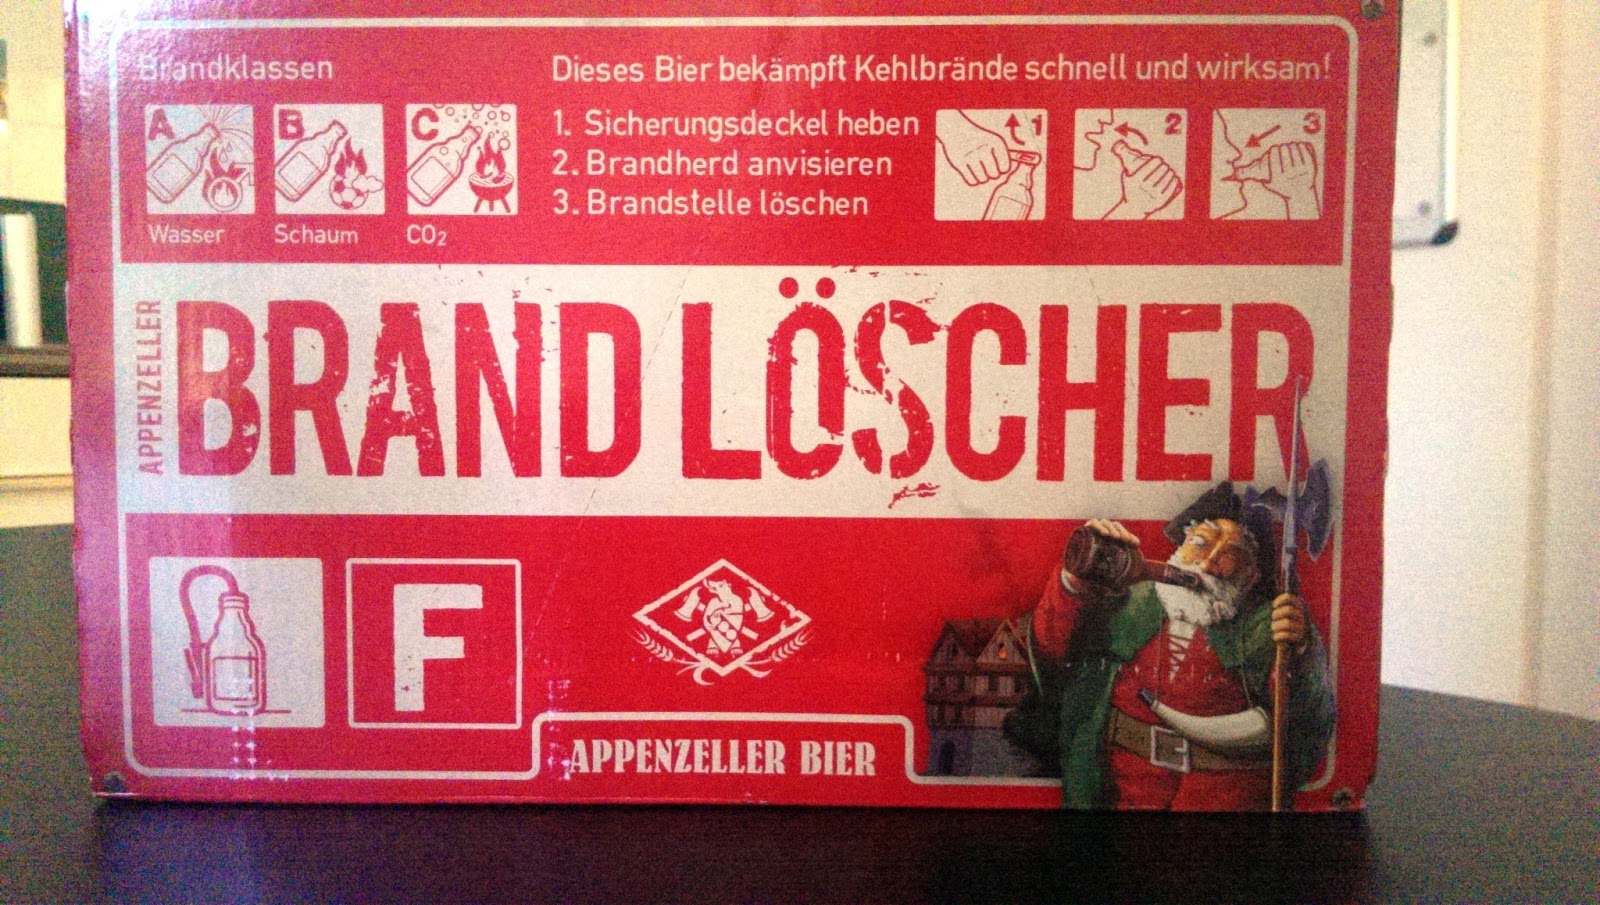 Brandklassen
A
B
C
Wasser
Schaum
CO₂
Dieses Bier bekämpft Kehlbrände schnell und wirksam!
1. Sicherungsdeckel heben
2. Brandherd anvisieren
3. Brandstelle löschen
1
2
3
APPENZELLER
BRAND LÖSCHER
F
APPENZELLER BIER